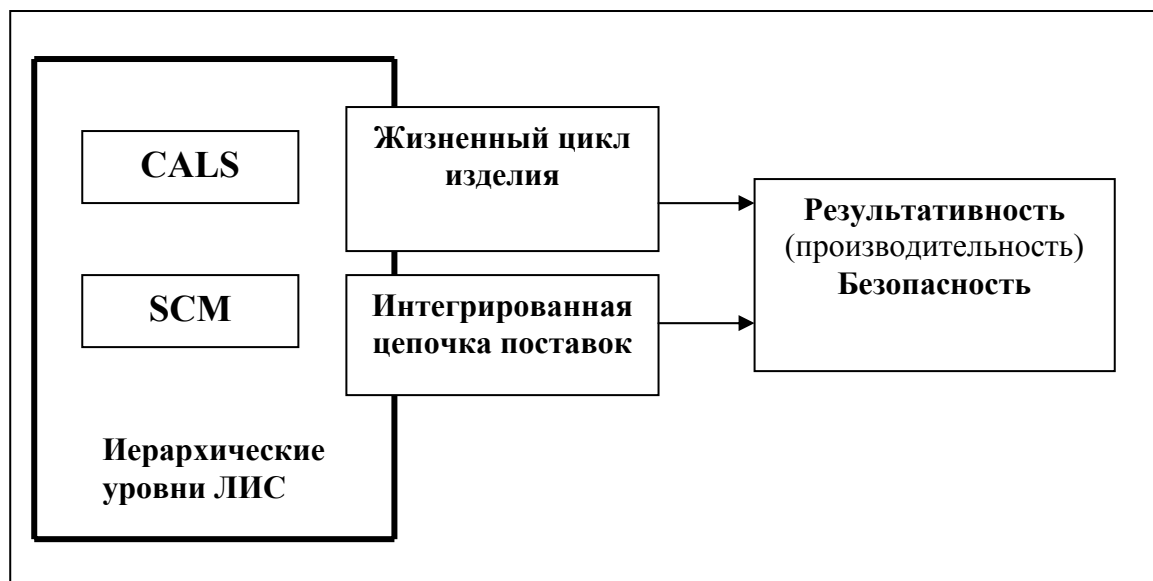 CALS
Жизненный цикл
изделия
SCM
Интегрированная
цепочка поставок
Результативность
(производительность)
Безопасность
Иерархические
уровни ЛИС